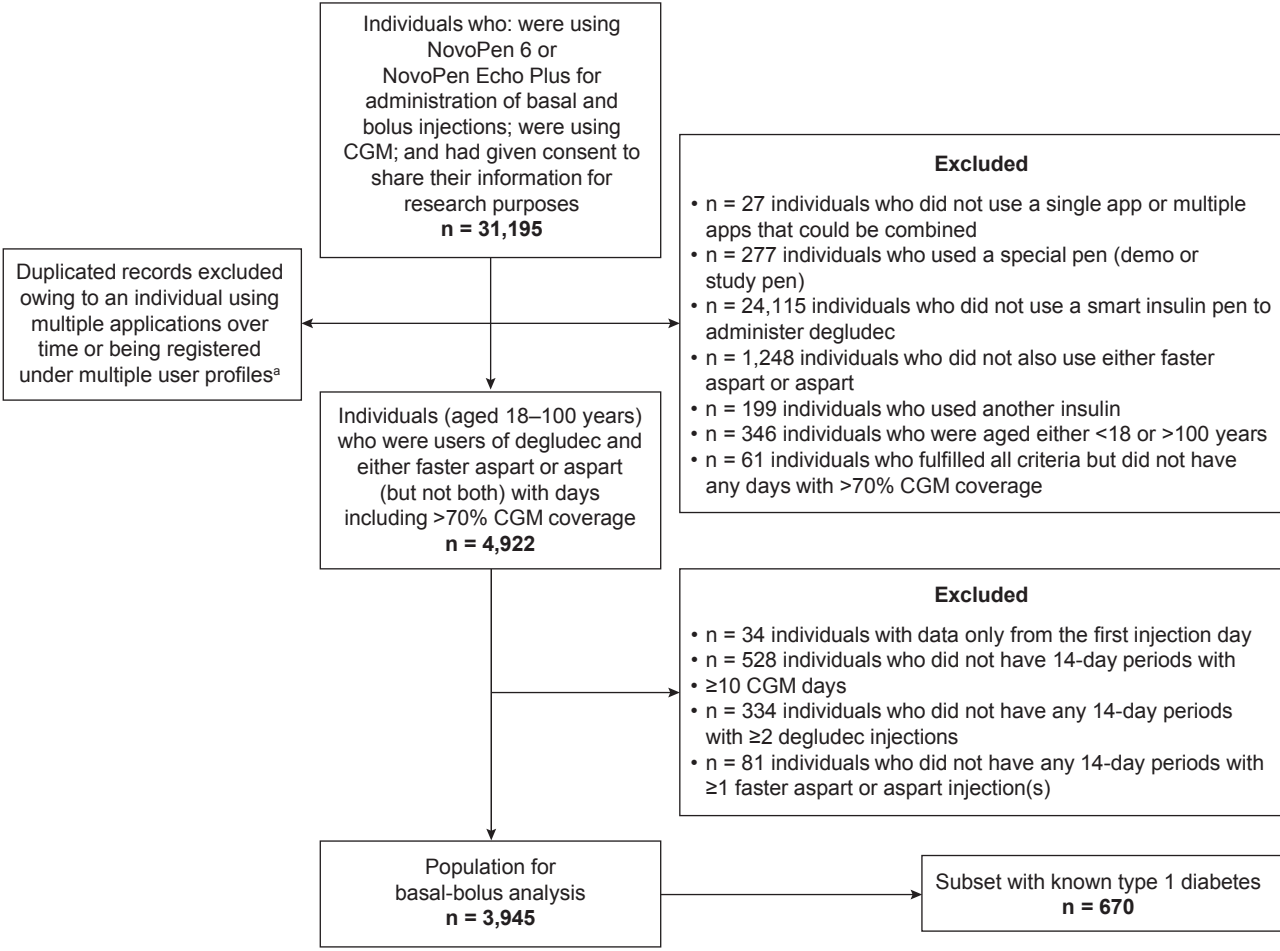 Individuals who: were using
NovoPen 6 or
NovoPen Echo Plus for
administration of basal and
bolus injections; were using
CGM; and had given consent to
share their information for
research purposes
n = 31,195
Duplicated records excluded
owing to an individual using
multiple applications over
time or being registered
under multiple user profilesᵃ
Excluded
• n = 27 individuals who did not use a single app or multiple
apps that could be combined
• n = 277 individuals who used a special pen (demo or
study pen)
• n = 24,115 individuals who did not use a smart insulin pen to
administer degludec
• n = 1,248 individuals who did not also use either faster
aspart or aspart
• n = 199 individuals who used another insulin
• n = 346 individuals who were aged either <18 or >100 years
• n = 61 individuals who fulfilled all criteria but did not have
any days with >70% CGM coverage
Individuals (aged 18–100 years)
who were users of degludec and
either faster aspart or aspart
(but not both) with days
including >70% CGM coverage
n = 4,922
Excluded
• n = 34 individuals with data only from the first injection day
• n = 528 individuals who did not have 14-day periods with
• ≥10 CGM days
• n = 334 individuals who did not have any 14-day periods
with ≥2 degludec injections
• n = 81 individuals who did not have any 14-day periods with
≥1 faster aspart or aspart injection(s)
Population for
basal-bolus analysis
n = 3,945
Subset with known type 1 diabetes
n = 670